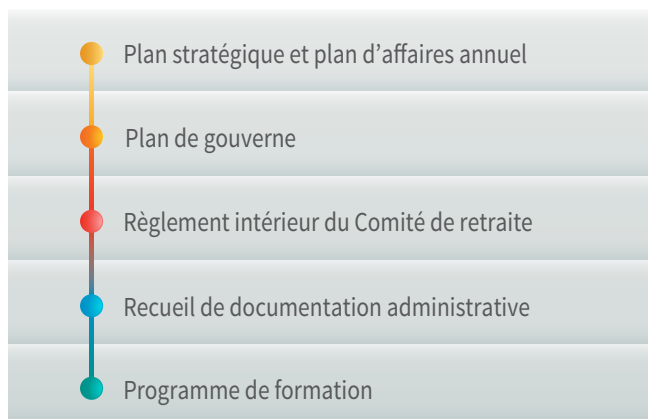 Plan stratégique et plan d’affaires annuel
Plan de gouverne
Règlement intérieur du Comité de retraite
Recueil de documentation administrative
Programme de formation